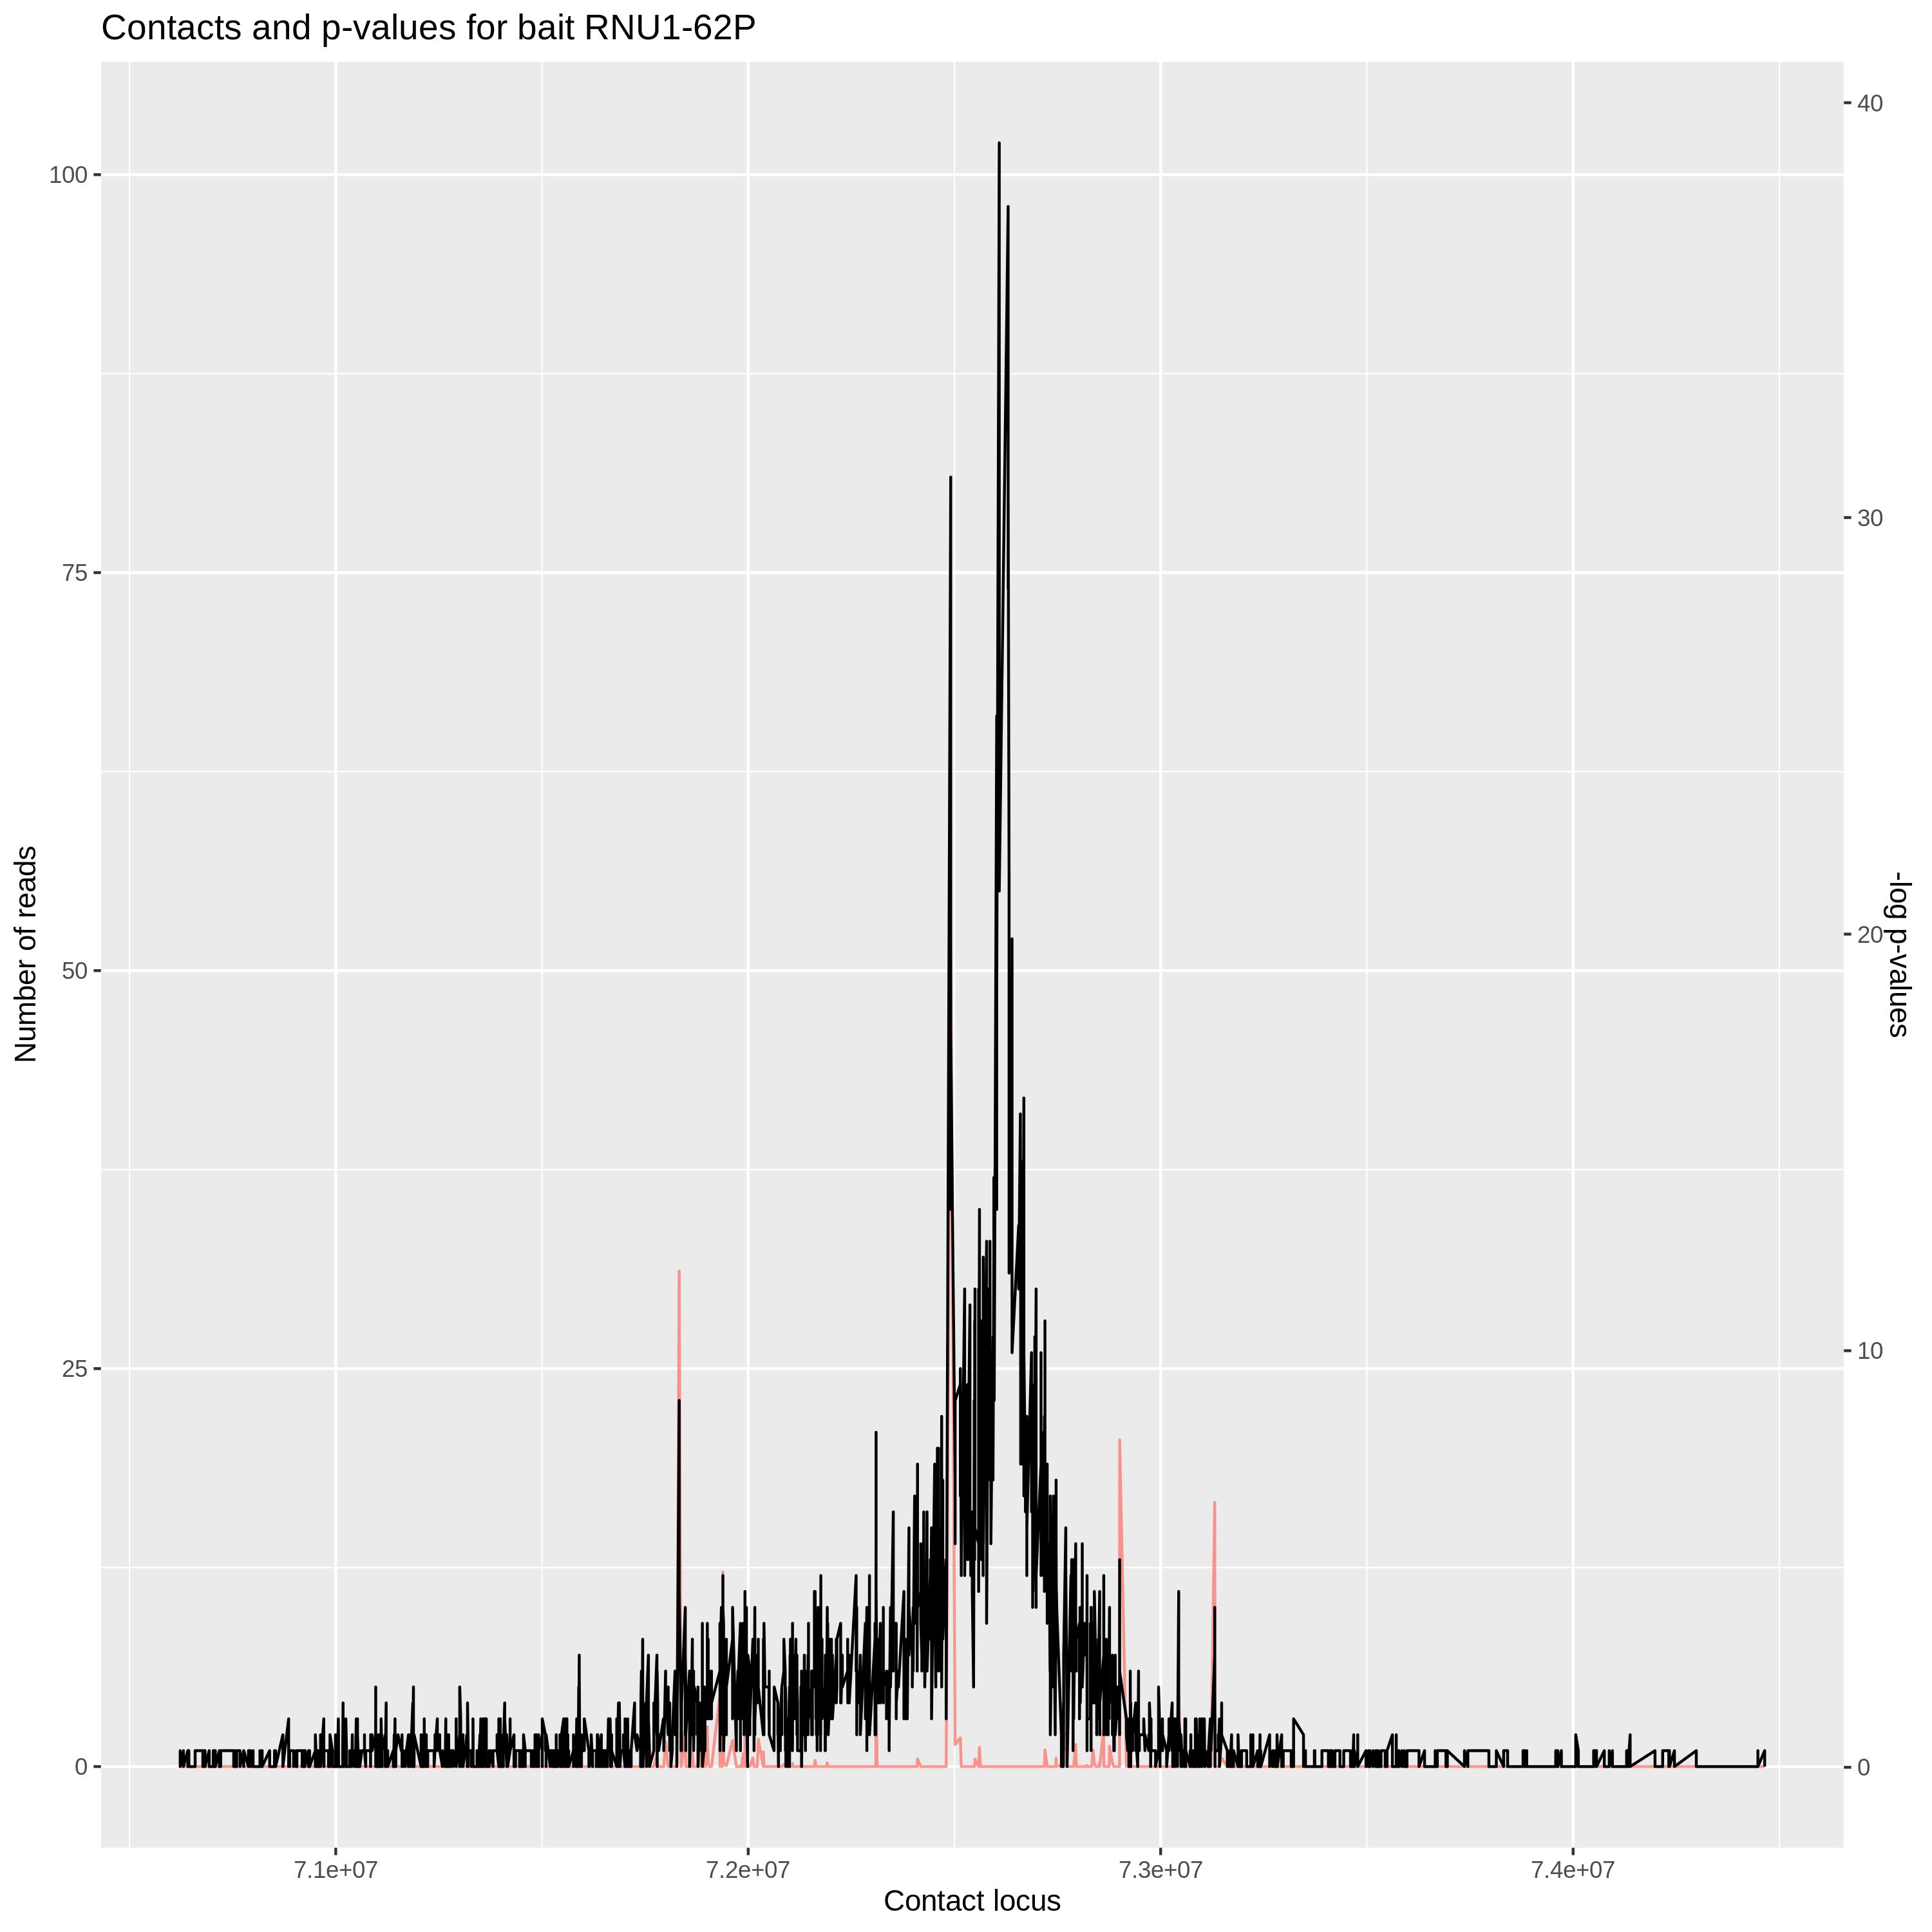 Contacts and p-values for bait RNU1-62P
100
75
50
25
0
Number of reads
40
30
20
10
0
-log p-values
7.1e+07 7.2e+07 7.3e+07 7.4e+07
Contact locus